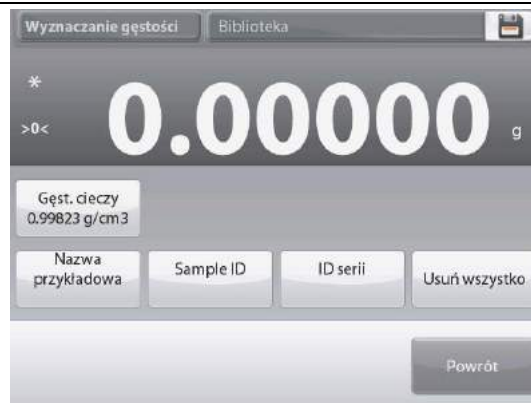 Wyznaczanie gęstości Biblioteka
*
>0< 0.00000 g
Gęst. cieczy
0.99823 g/cm3
Nazwa
przykładowa
Sample ID
ID serii
Usuń wszystko
Powrót